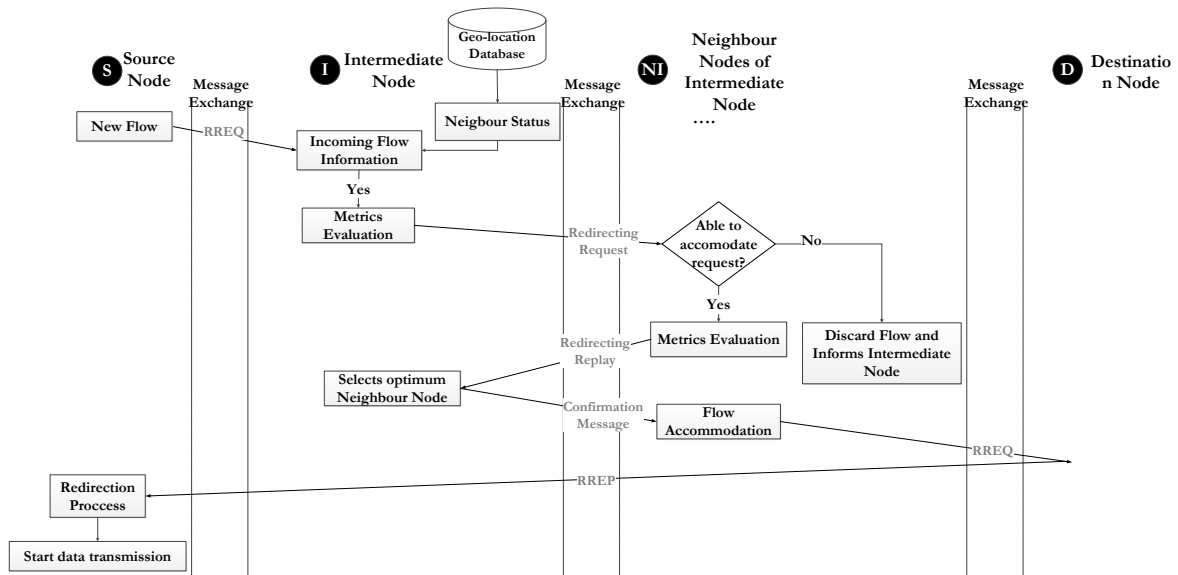 Geo-location
Database
S
Source
Node
I
Intermediate
Node
NI
Neighbour
Nodes of
Intermediate
Node
....
D
Destinatio
n Node
Message
Exchange
Message
Exchange
Message
Exchange
New Flow
RREQ
Neigbour Status
Incoming Flow
Information
Yes
Metrics
Evaluation
Redirecting
Request
Able to
accomodate
request?
No
Yes
Metrics Evaluation
Discard Flow and
Informs Intermediate
Node
Redirecting
Replay
Selects optimum
Neighbour Node
Confirmation
Message
Flow
Accommodation
RREQ
RREP
Redirection
Proccess
Start data transmission